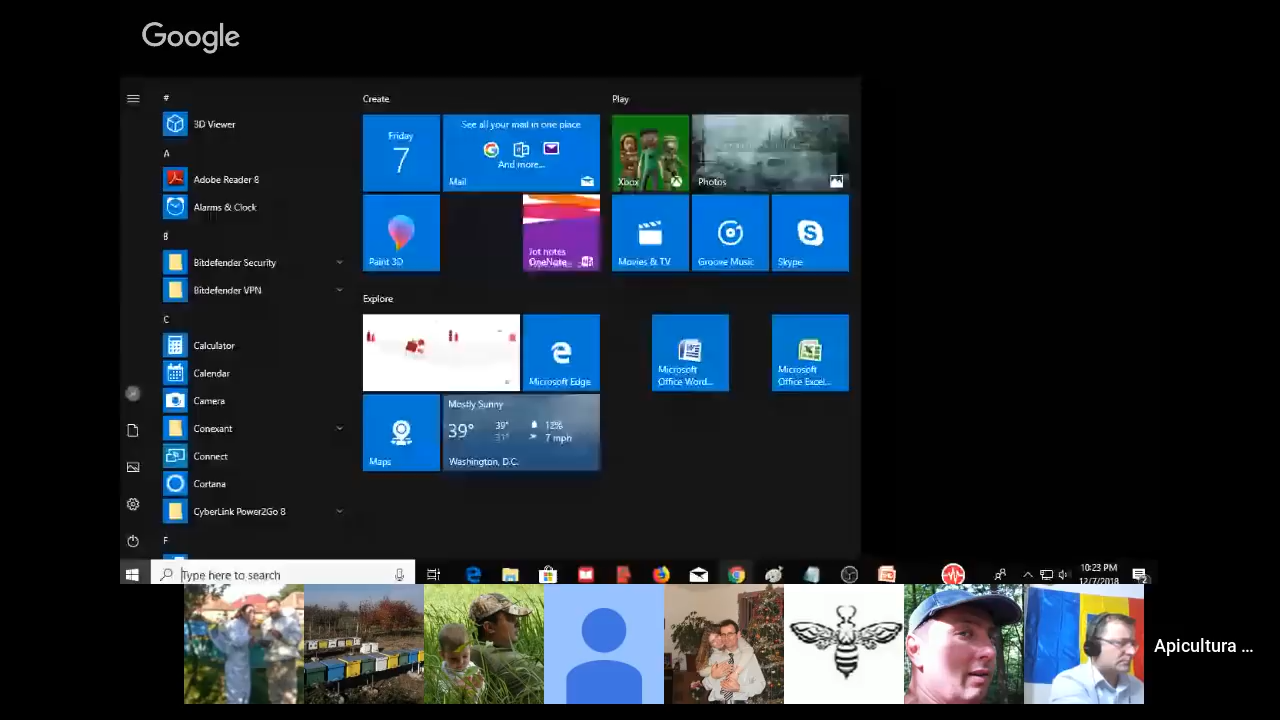 Google
#
3D Viewer
A
Adobe Reader 8
Alarms & Clock
B
Bitdefender Security
Bitdefender VPN
C
Calculator
Calendar
Camera
Conexant
Connect
Cortana
CyberLink Power2Go 8
F
Create
Friday
7
See all your mail in one place
And more...
Mail
Paint 3D
Jot notes
OneNote
Play
Xbox
Photos
Movies & TV
Groove Music
Skype
Explore
Microsoft Edge
Microsoft
Office Word...
Microsoft
Office Excel...
Maps
Mostly Sunny
39°
39°
31°
12%
7 mph
Washington, D.C.
Type here to search
10:23 PM
12/7/2018
Apicultura ...